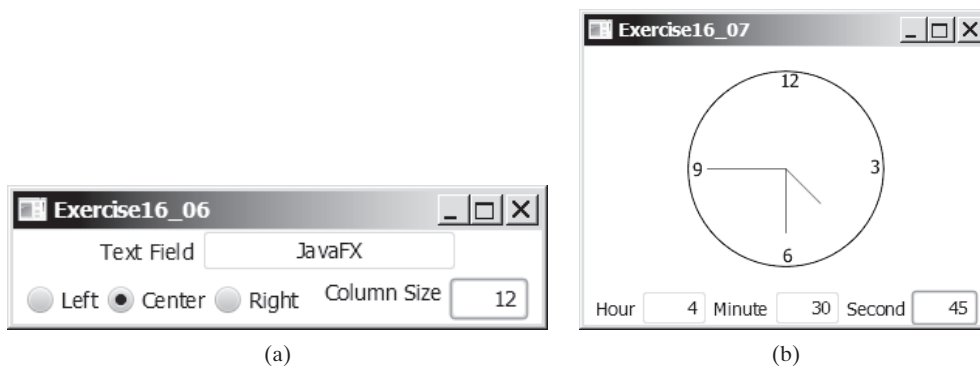 Exercise16_06
Text Field JavaFX
Left Center Right Column Size 12
(a)
Exercise16_07
12
9 3
6
Hour 4 Minute 30 Second 45
(b)